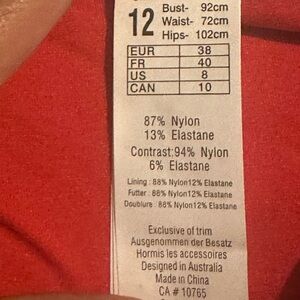 12
Bust- 92cm
Waist- 72cm
Hips- 102cm
EUR 38
FR 40
US 8
CAN 10
87% Nylon
13% Elastane
Contrast:94% Nylon
6% Elastane
Lining : 88% Nylon12% Elastane
Futter : 88% Nylon12% Elastane
Doublure : 88% Nylon12% Elastane
Exclusive of trim
Ausgenommen der Besatz
Hormis les accessoires
Designed in Australia
Made in China
CA # 10765